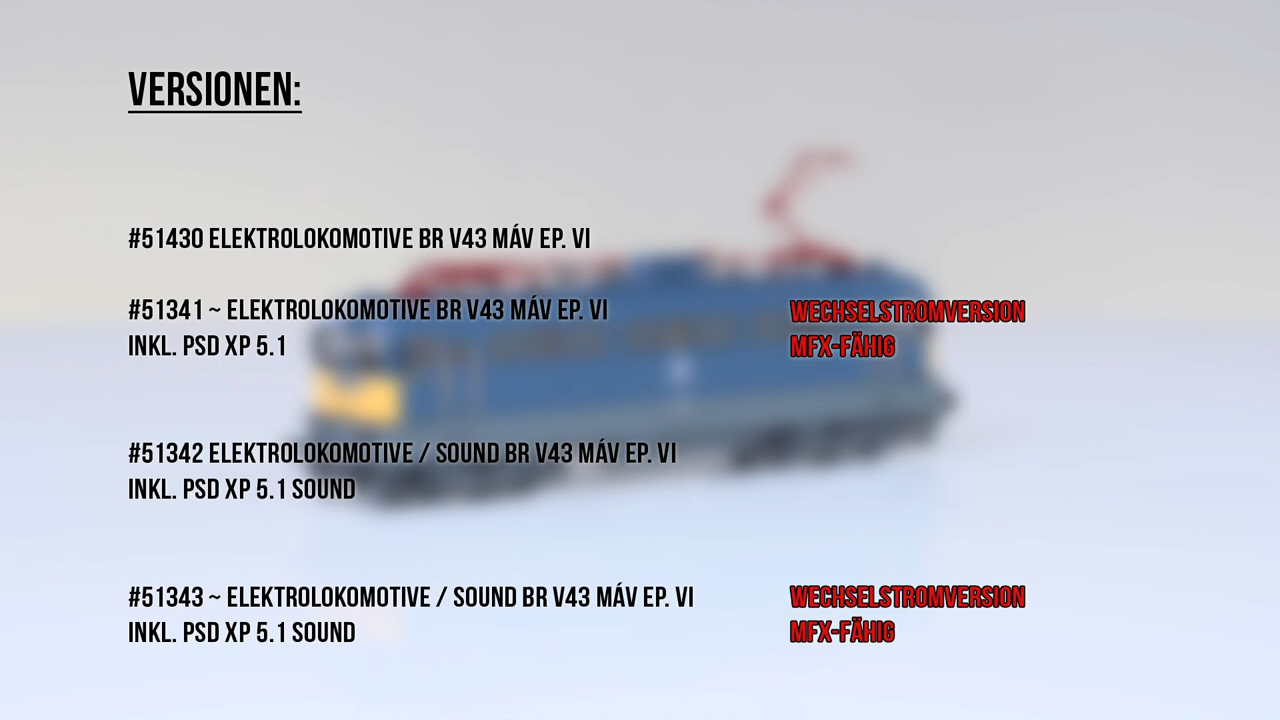 VERSIONEN:
#51430 ELEKTROLOKOMOTIVE BR V43 MÁV EP. VI
#51341 ~ ELEKTROLOKOMOTIVE BR V43 MÁV EP. VI
INKL. PSD XP 5.1
WECHSELSTROMVERSION
MFX-FÄHIG
#51342 ELEKTROLOKOMOTIVE / SOUND BR V43 MÁV EP. VI
INKL. PSD XP 5.1 SOUND
#51343 ~ ELEKTROLOKOMOTIVE / SOUND BR V43 MÁV EP. VI
INKL. PSD XP 5.1 SOUND
WECHSELSTROMVERSION
MFX-FÄHIG